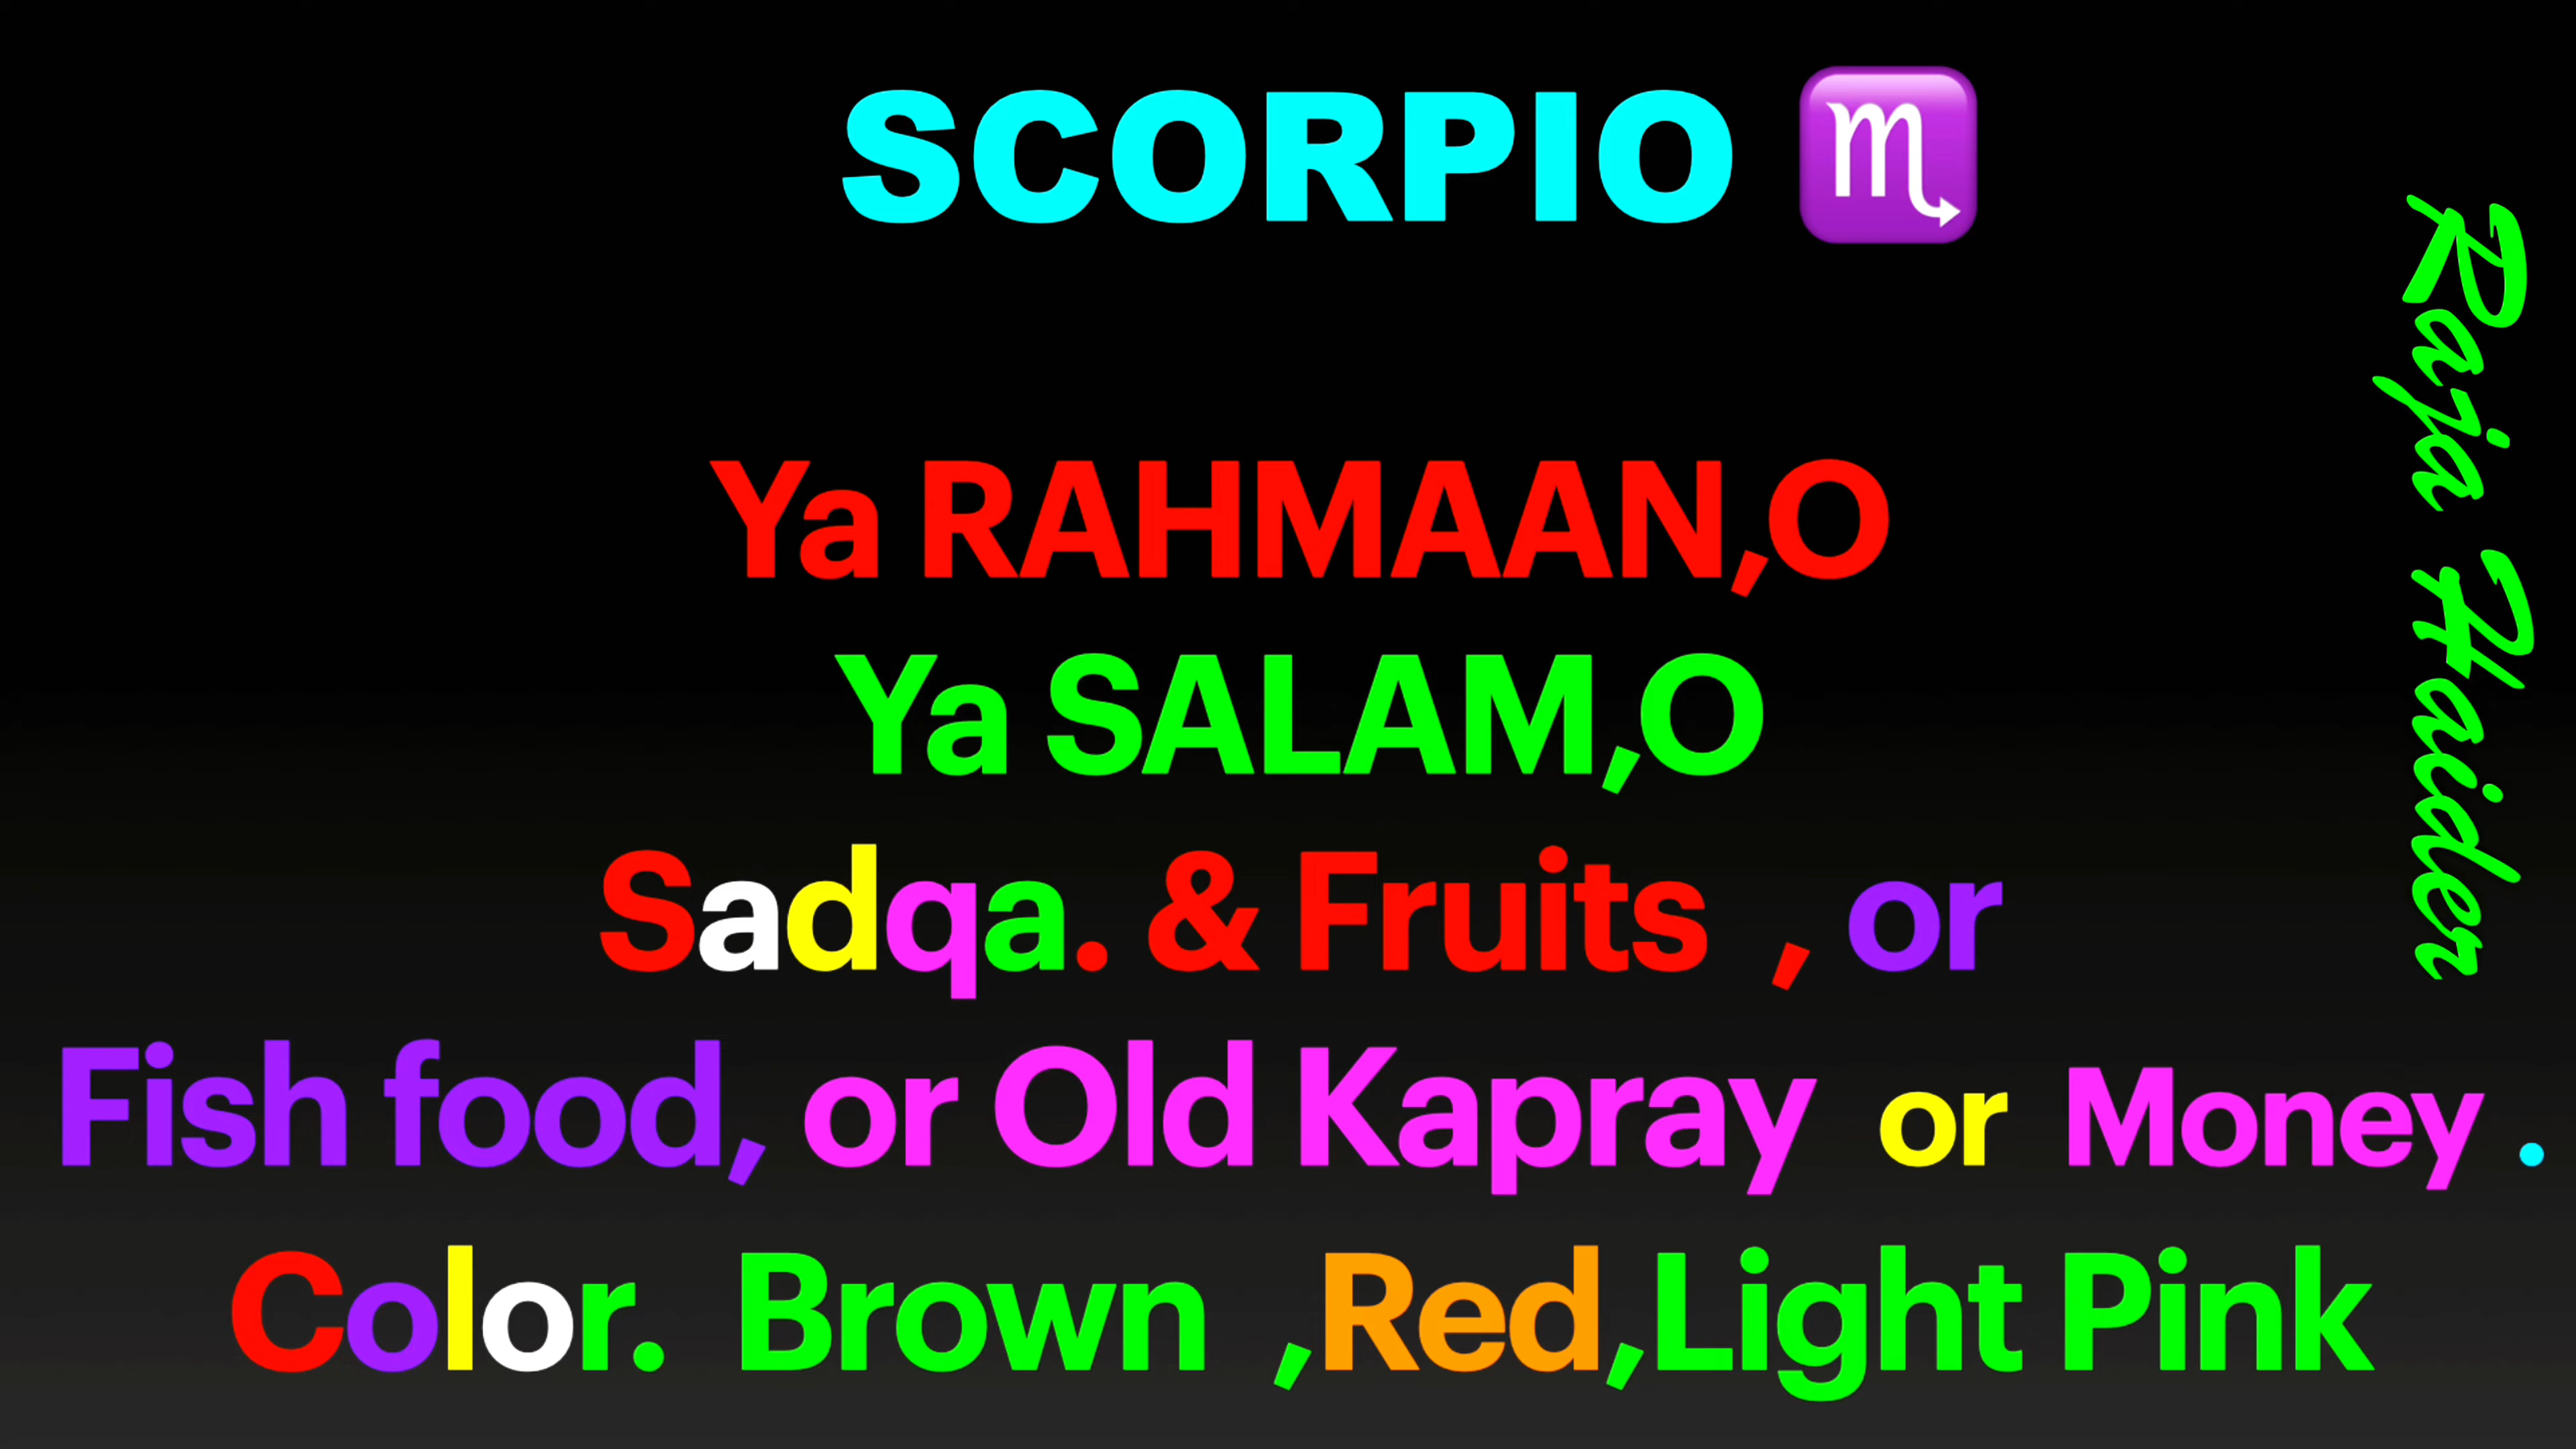 SCORPIO ♏
Ya RAHMAAN,O
Ya SALAM,O
Sadqa. & Fruits , or
Fish food, or Old Kapray or Money .
Color. Brown ,Red,Light Pink
Raja Haider